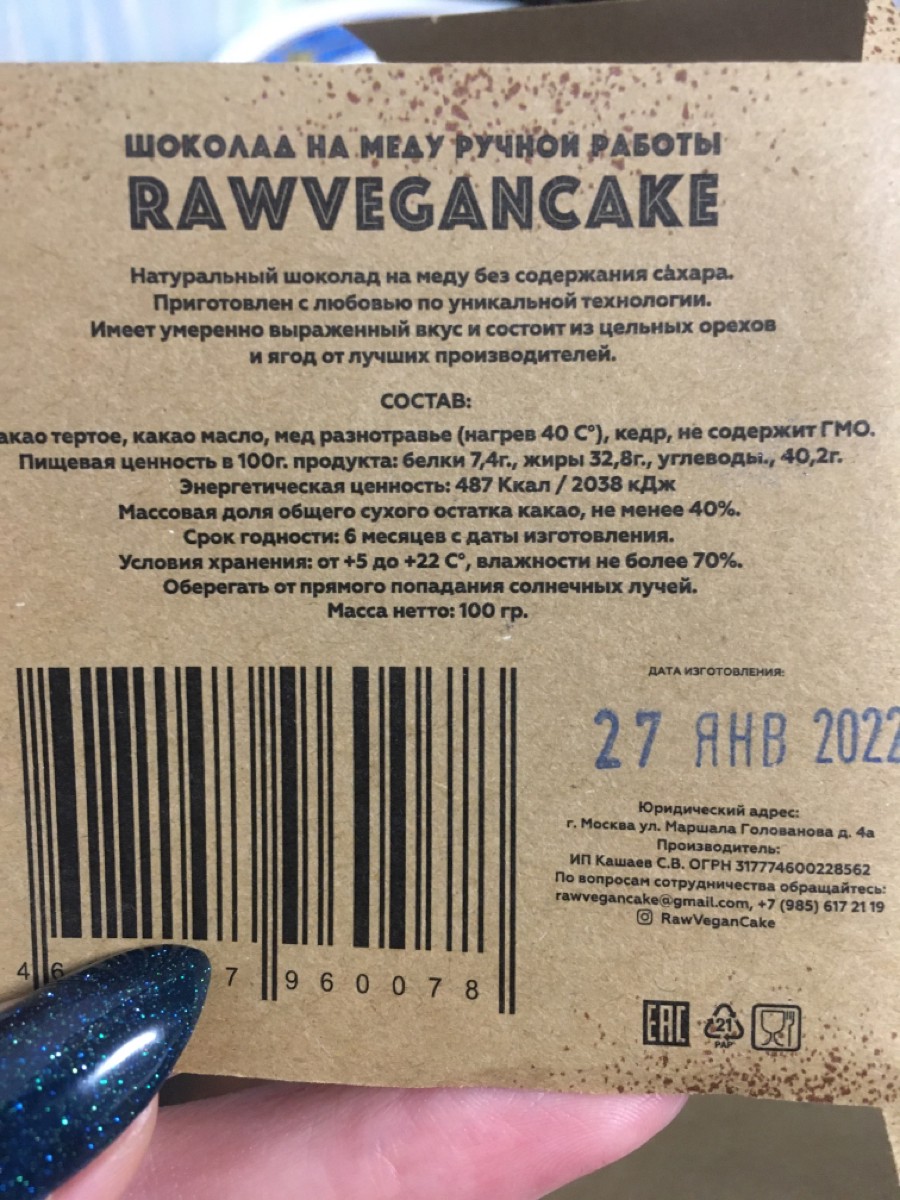 ШОКОЛАД НА МЕДУ РУЧНОЙ РАБОТЫ
RAWVEGANCAKE
Натуральный шоколад на меду без содержания сахара.
Приготовлен с любовью по уникальной технологии.
Имеет умеренно выраженный вкус и состоит из цельных орехов
и ягод от лучших производителей.
СОСТАВ:
акао тертое, какао масло, мед разнотравье (нагрев 40 С°), кедр, не содержит ГМО.
Пищевая ценность в 100г. продукта: белки 7,4г., жиры 32,8г., углеводы., 40,2г.
Энергетическая ценность: 487 Ккал / 2038 кДж
Массовая доля общего сухого остатка какао, не менее 40%.
Срок годности: 6 месяцев с даты изготовления.
Условия хранения: от +5 до +22 С°, влажности не более 70%.
Оберегать от прямого попадания солнечных лучей.
Масса нетто: 100 гр.
ДАТА ИЗГОТОВЛЕНИЯ:
27 ЯНВ 2022
Юридический адрес:
г. Москва ул. Маршала Голованова д. 4а
Производитель:
ИП Кашаев С.В. ОГРН 317774600228562
По вопросам сотрудничества обращайтесь:
rawvegancake@gmail.com, +7 (985) 617 21 19
RawVeganCake
4 6 7 960078
EAC 21 PAP